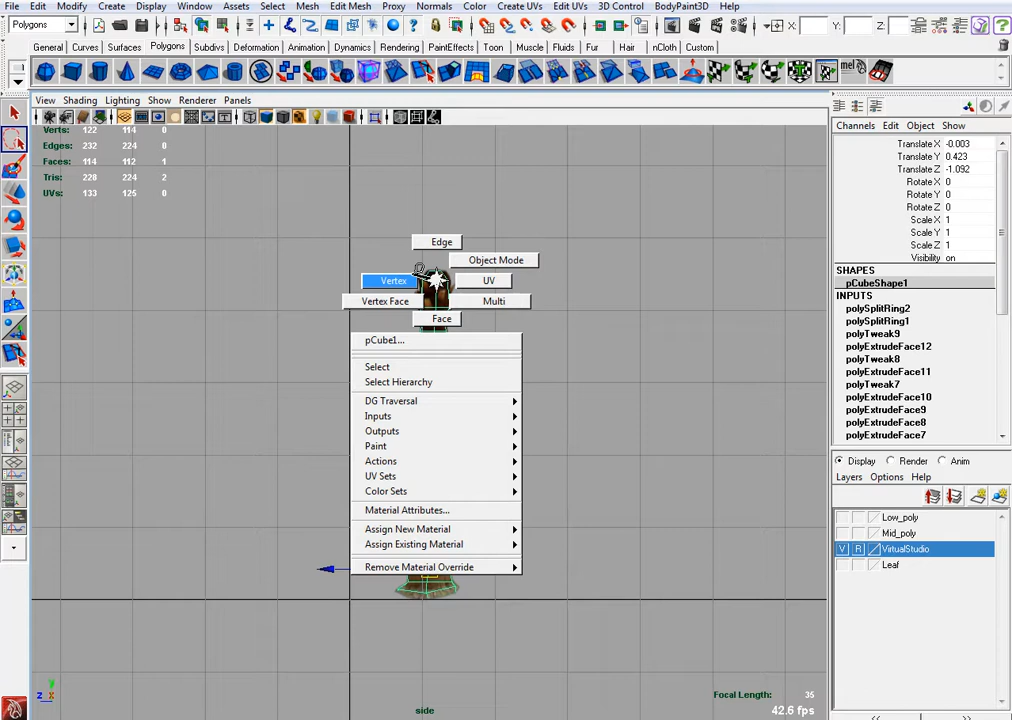 File Edit Modify Create Display Window Assets Select Mesh Edit Mesh Proxy Normals Color Create UVs Edit UVs 3D Control BodyPaint3D Help
Polygons X: Y: Z:
General Curves Surfaces Polygons Subdivs Deformation Animation Dynamics Rendering PaintEffects Toon Muscle Fluids Fur Hair nCloth Custom
mel
View Shading Lighting Show Renderer Panels
Verts: 122 114 0
Edges: 232 224 0
Faces: 114 112 1
Tris: 228 224 2
UVs: 133 125 0
Edge
Object Mode
Vertex UV
Vertex Face Multi
Face
pCube1...
Select
Select Hierarchy
DG Traversal
Inputs
Outputs
Paint
Actions
UV Sets
Color Sets
Material Attributes...
Assign New Material
Assign Existing Material
Remove Material Override
side
Focal Length: 35
42.6 fps
y
z x
Channels Edit Object Show
Translate X -0.003
Translate Y 0.423
Translate Z -1.092
Rotate X 0
Rotate Y 0
Rotate Z 0
Scale X 1
Scale Y 1
Scale Z 1
Visibility on
SHAPES
pCubeShape1
INPUTS
polySplitRing2
polySplitRing1
polyTweak9
polyExtrudeFace12
polyTweak8
polyExtrudeFace11
polyTweak7
polyExtrudeFace10
polyExtrudeFace9
polyExtrudeFace8
polyExtrudeFace7
Display Render Anim
Layers Options Help
Low_poly
Mid_poly
V R VirtualStudio
Leaf